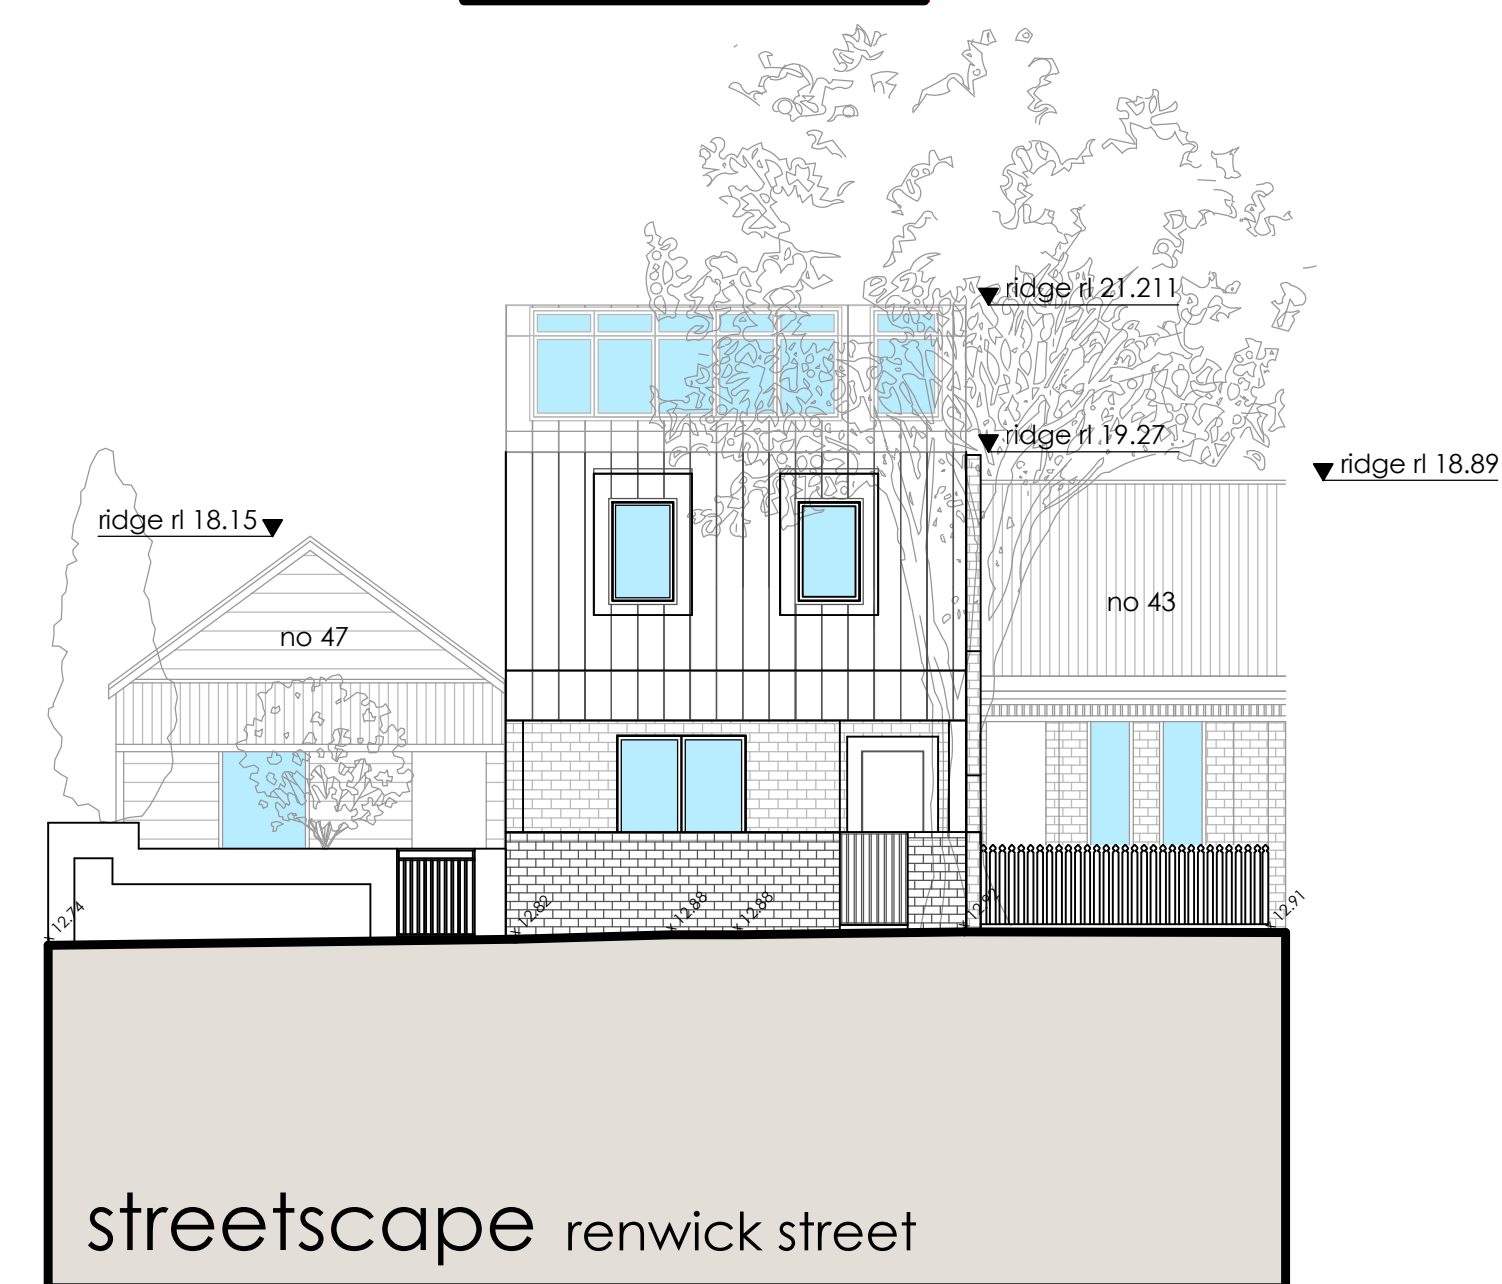 ridge rl 21.211
ridge rl 19.27
ridge rl 18.89
ridge rl 18.15
no 43
no 47
x 12.74
x 12.82
x 12.88
x 12.88
x 12.92
x 12.91
streetscape renwick street